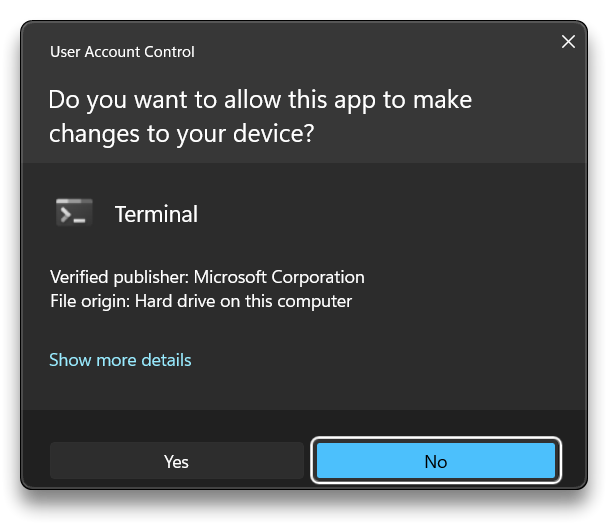 User Account Control
Do you want to allow this app to make
changes to your device?
Terminal
Verified publisher: Microsoft Corporation
File origin: Hard drive on this computer
Show more details
Yes
No